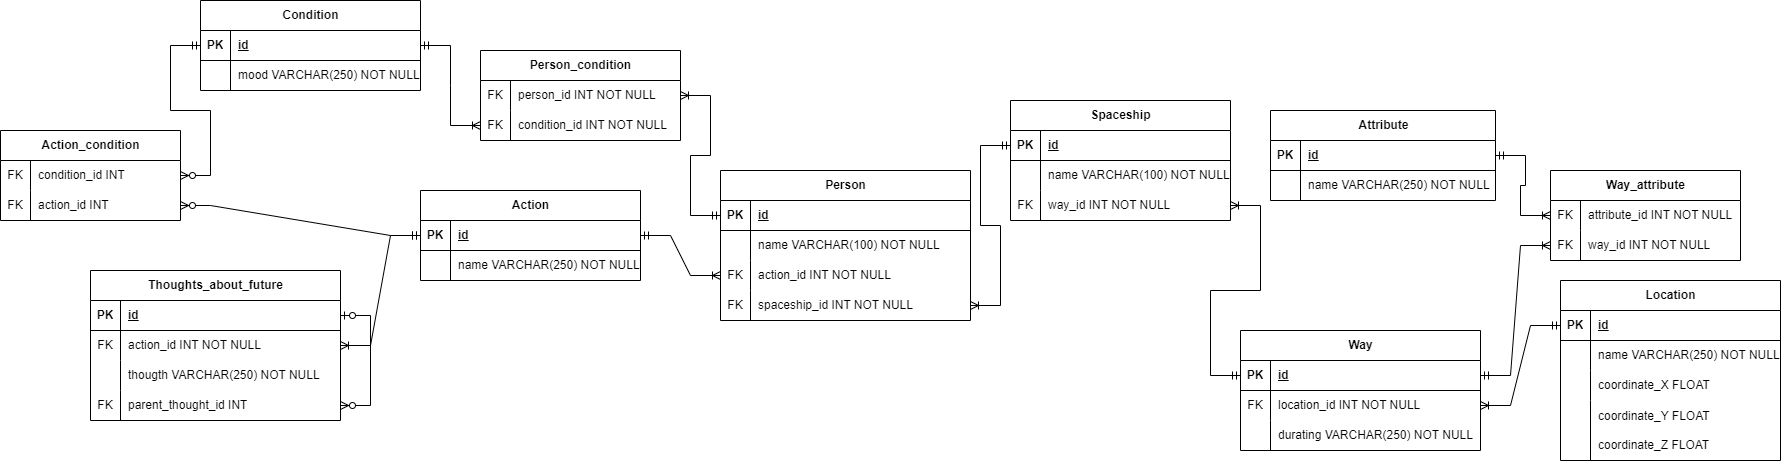 Condition
PK id
mood VARCHAR(250) NOT NULL
Person_condition
FK person_id INT NOT NULL
FK condition_id INT NOT NULL
Action_condition
FK condition_id INT
FK action_id INT
Action
PK id
name VARCHAR(250) NOT NULL
Thoughts_about_future
PK id
FK action_id INT NOT NULL
thougth VARCHAR(250) NOT NULL
FK parent_thought_id INT
Person
PK id
name VARCHAR(100) NOT NULL
FK action_id INT NOT NULL
FK spaceship_id INT NOT NULL
Spaceship
PK id
name VARCHAR(100) NOT NULL
FK way_id INT NOT NULL
Attribute
PK id
name VARCHAR(250) NOT NULL
Way_attribute
FK attribute_id INT NOT NULL
FK way_id INT NOT NULL
Way
PK id
FK location_id INT NOT NULL
durating VARCHAR(250) NOT NULL
Location
PK id
name VARCHAR(250) NOT NULL
coordinate_X FLOAT
coordinate_Y FLOAT
coordinate_Z FLOAT